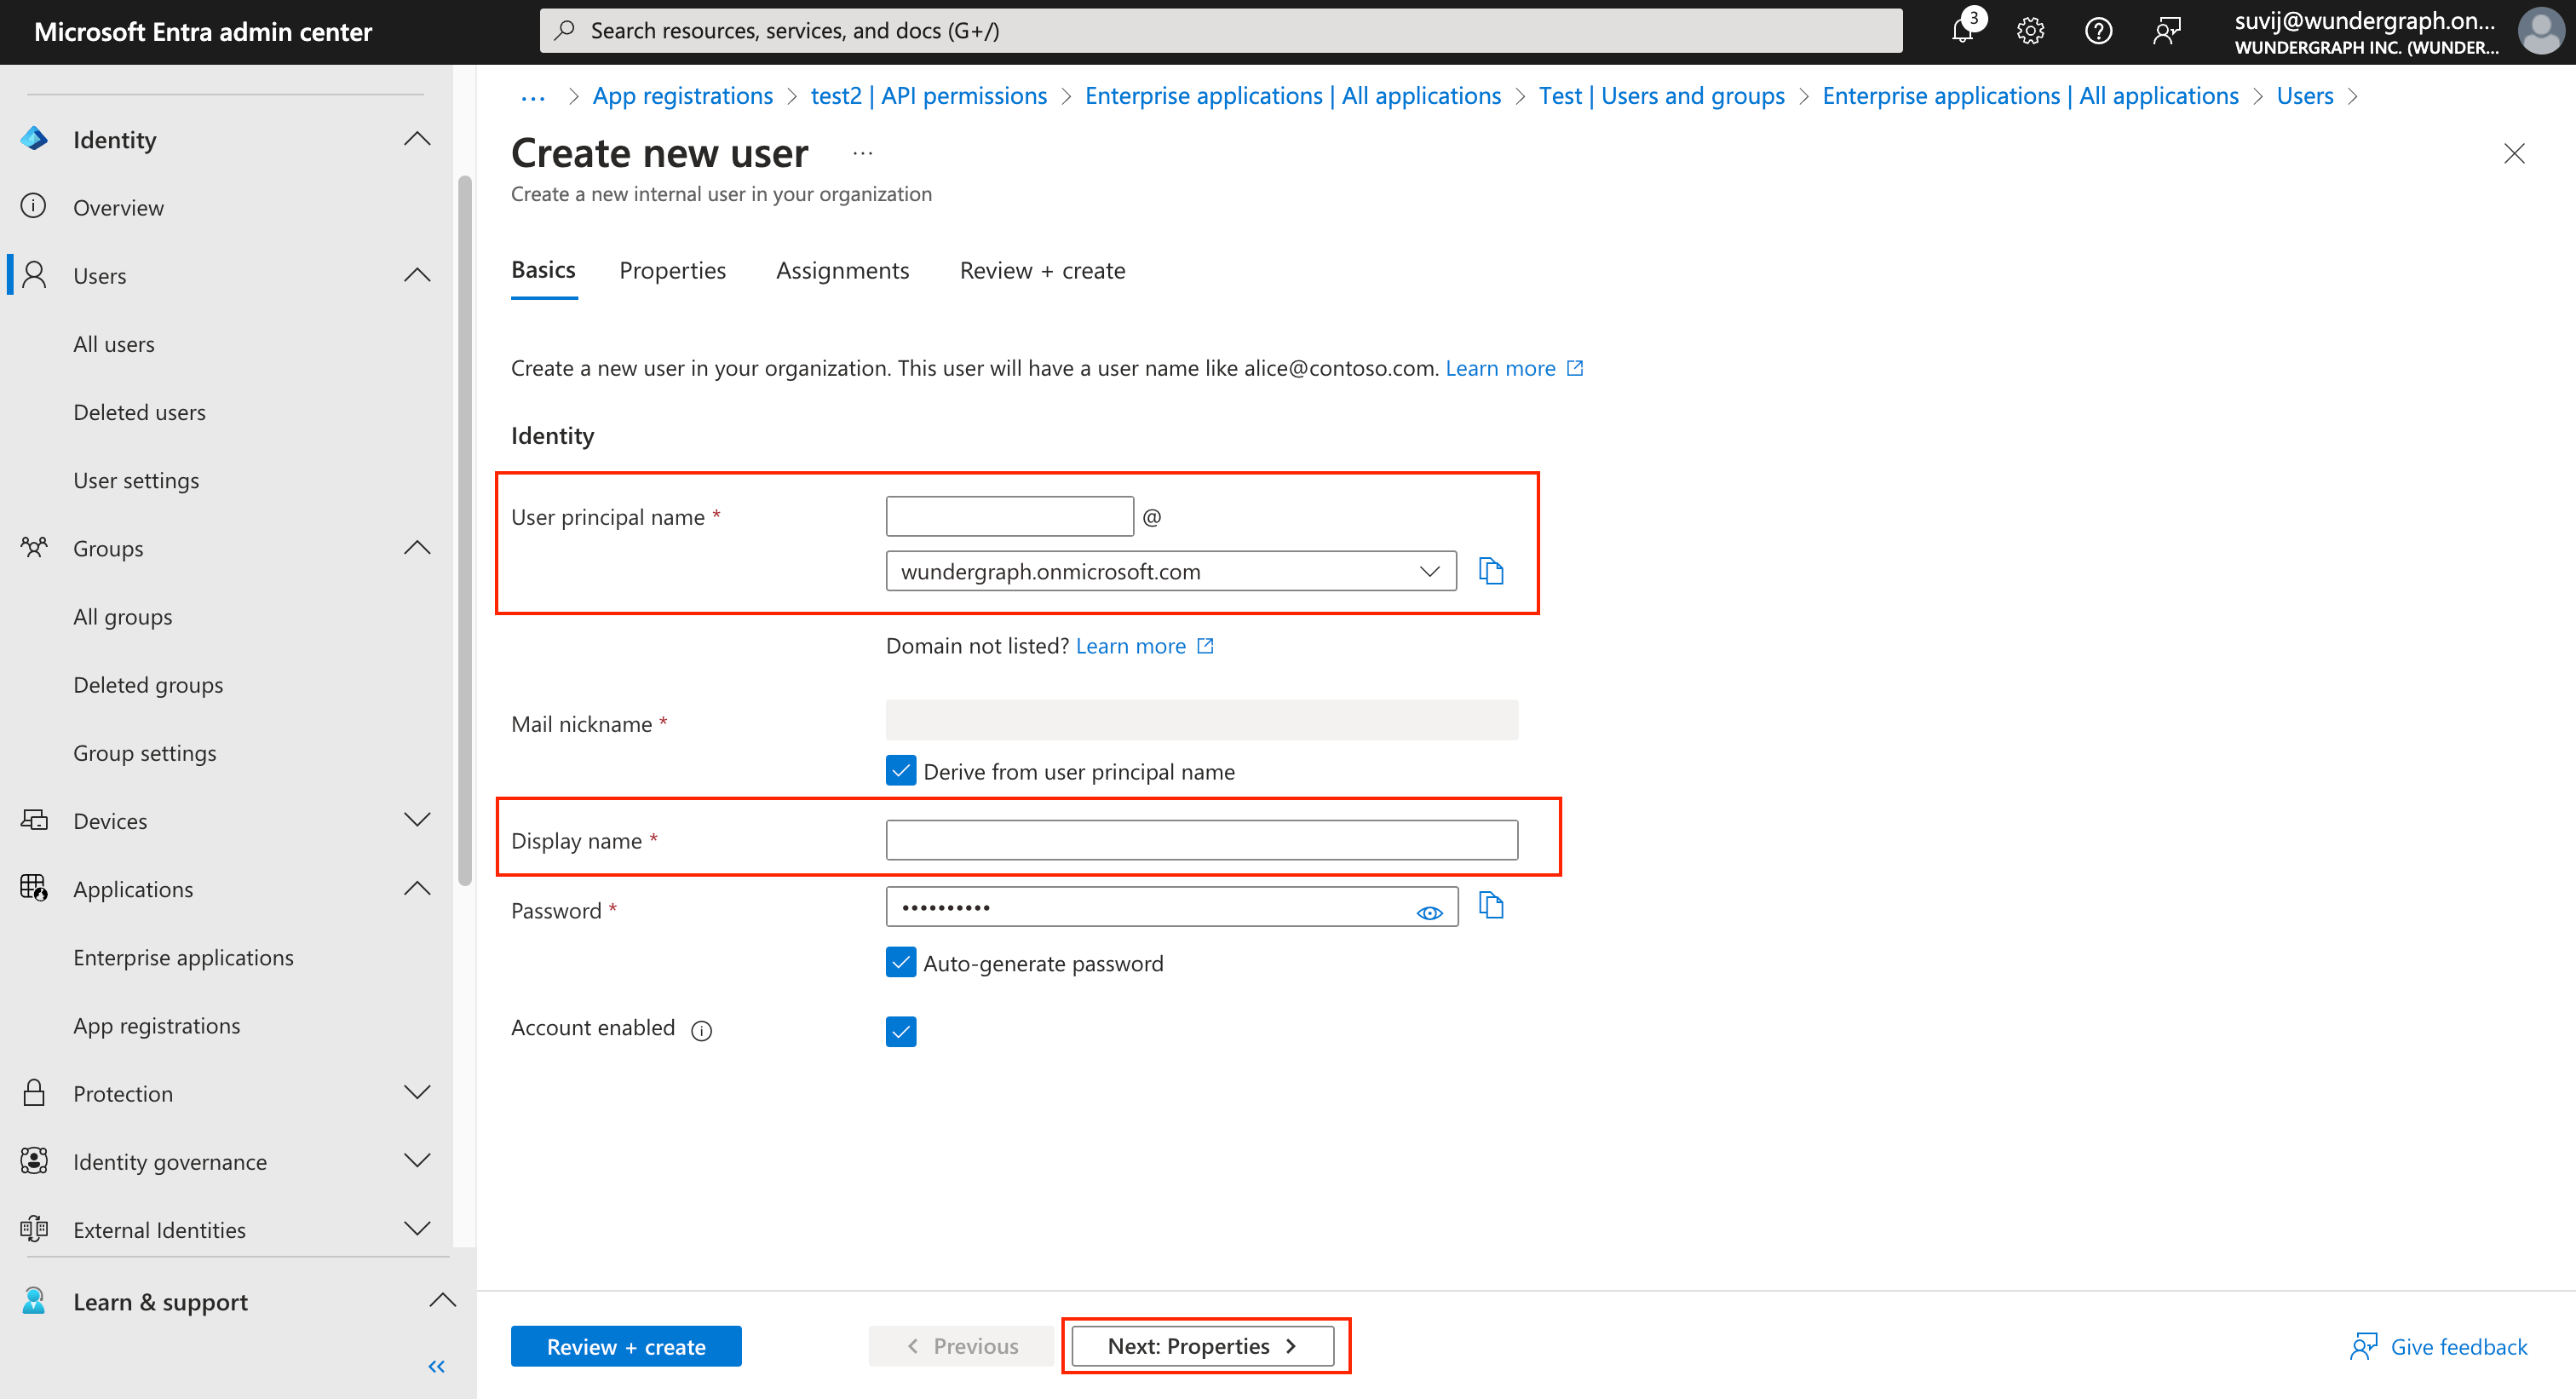 Microsoft Entra admin center
Search resources, services, and docs (G+/)
3
suvij@wundergraph.on...
WUNDERGRAPH INC. (WUNDER...
Identity
Overview
Users
All users
Deleted users
User settings
Groups
All groups
Deleted groups
Group settings
Devices
Applications
Enterprise applications
App registrations
Protection
Identity governance
External Identities
Learn & support
... > App registrations > test2 | API permissions > Enterprise applications | All applications > Test | Users and groups > Enterprise applications | All applications > Users >
Create new user ...
Create a new internal user in your organization
Basics Properties Assignments Review + create
Create a new user in your organization. This user will have a user name like alice@contoso.com. Learn more
Identity
User principal name * @
wundergraph.onmicrosoft.com
Domain not listed? Learn more
Mail nickname *
Derive from user principal name
Display name *
Password * ••••••••••
Auto-generate password
Account enabled
Review + create < Previous Next: Properties > Give feedback